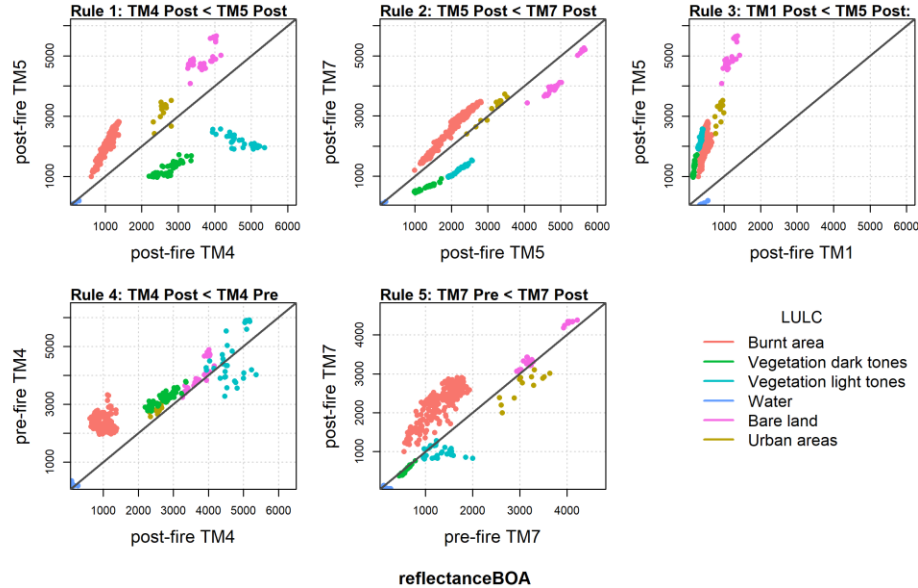 Rule 1: TM4 Post < TM5 Post
post-fire TM5
1000 3000 5000
0 1000 2000 3000 4000 5000 6000
post-fire TM4
Rule 2: TM5 Post < TM7 Post
post-fire TM7
1000 3000 5000
0 1000 2000 3000 4000 5000 6000
post-fire TM5
Rule 3: TM1 Post < TM5 Post:
post-fire TM5
1000 3000 5000
0 1000 2000 3000 4000 5000 6000
post-fire TM1
Rule 4: TM4 Post < TM4 Pre
pre-fire TM4
1000 3000 5000
1000 2000 3000 4000 5000 6000
post-fire TM4
Rule 5: TM7 Pre < TM7 Post
post-fire TM7
1000 2000 3000 4000
0 1000 2000 3000 4000
pre-fire TM7
LULC
Burnt area
Vegetation dark tones
Vegetation light tones
Water
Bare land
Urban areas
reflectanceBOA